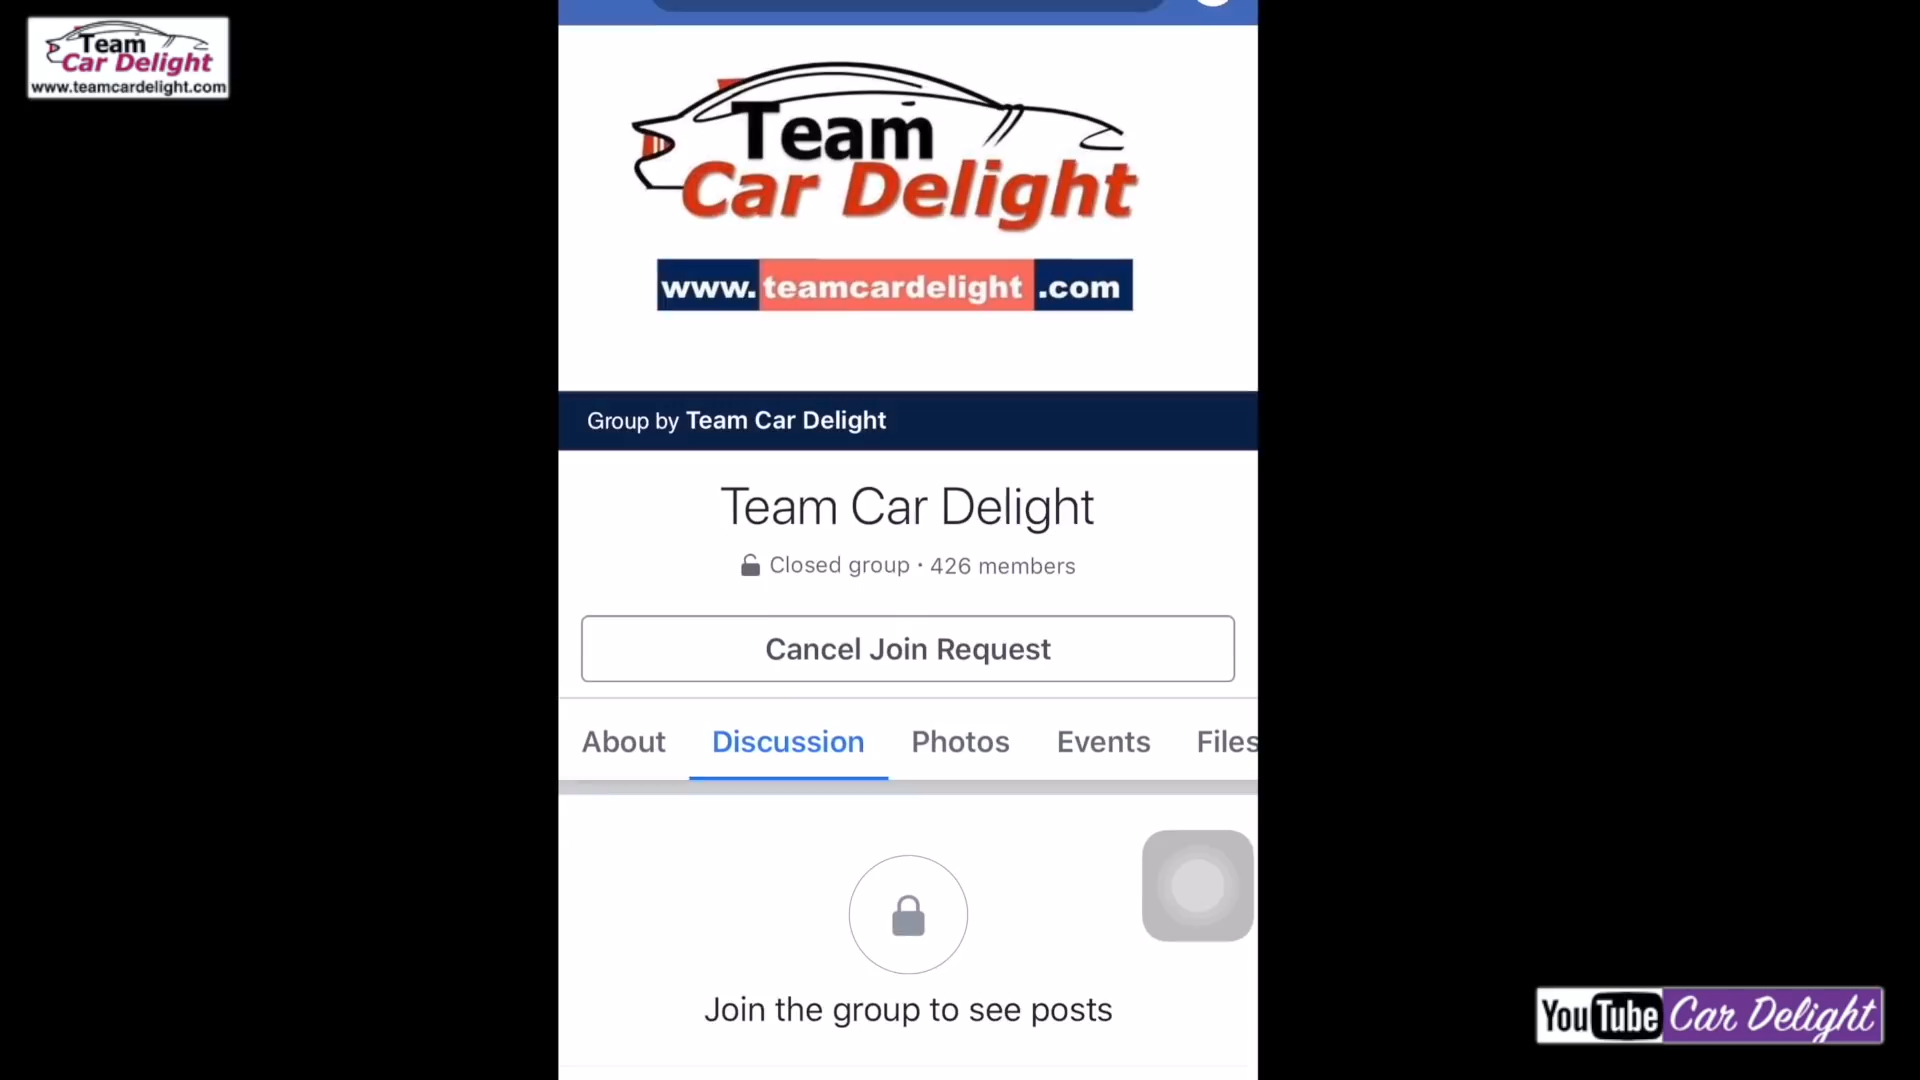 Team
Car Delight
www.teamcardelight.com
Team
Car Delight
www.teamcardelight.com
Group by Team Car Delight
Team Car Delight
Closed group · 426 members
Cancel Join Request
About Discussion Photos Events Files
Join the group to see posts
YouTube Car Delight